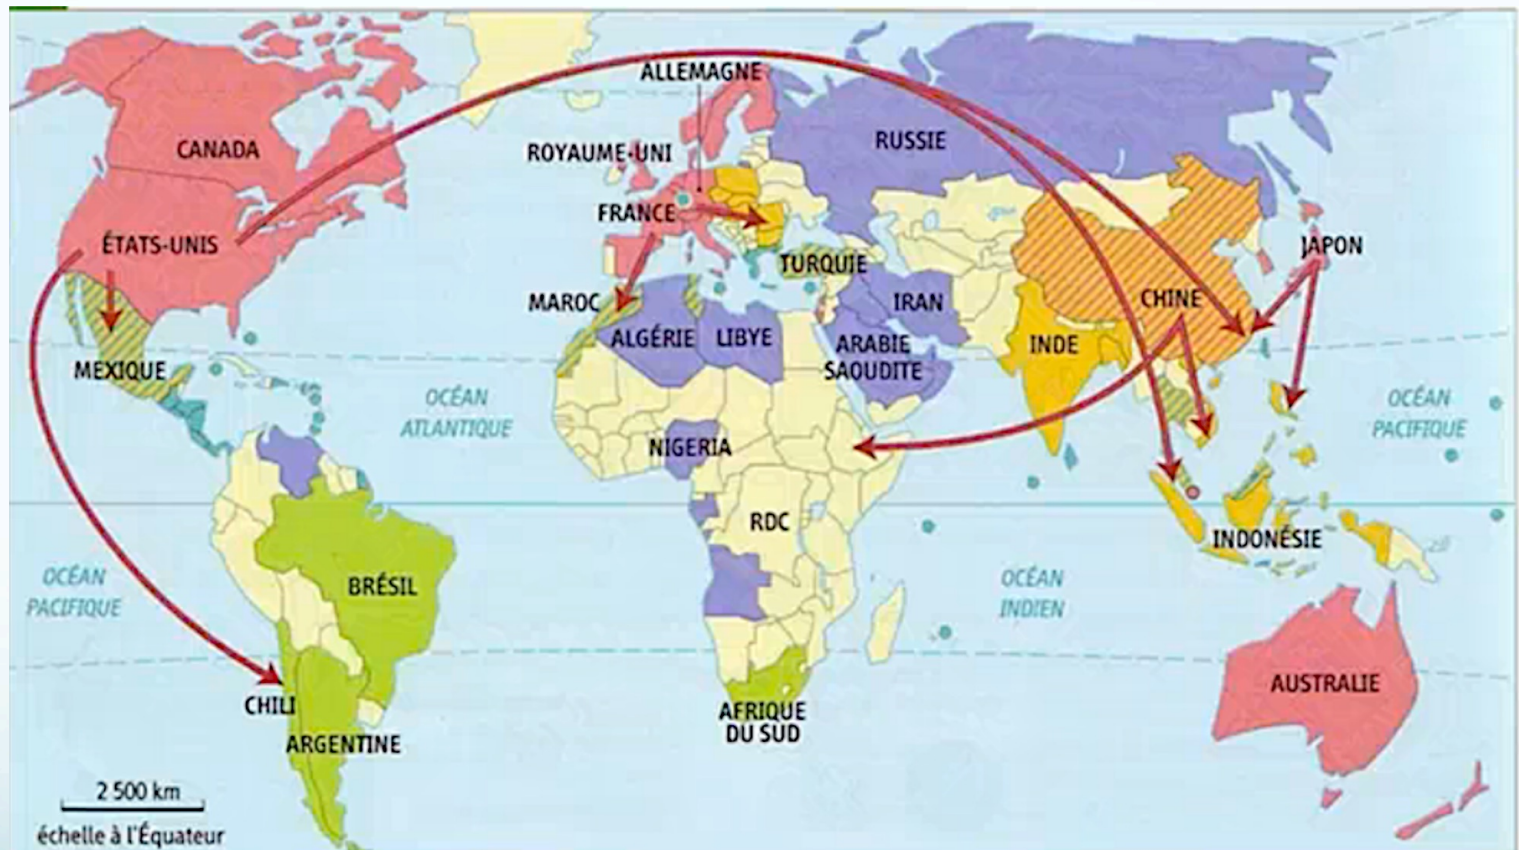 ALLEMAGNE
CANADA
ROYAUME-UNI
RUSSIE
FRANCE
ÉTATS-UNIS
JAPON
TURQUIE
MAROC
IRAN
CHINE
ALGÉRIE
LIBYE
ARABIE
SAOUDITE
INDE
MEXIQUE
OCÉAN
ATLANTIQUE
OCÉAN
PACIFIQUE
NIGERIA
RDC
INDONÉSIE
OCÉAN
PACIFIQUE
BRÉSIL
OCÉAN
INDIEN
AUSTRALIE
CHILI
AFRIQUE
DU SUD
ARGENTINE
2 500 km
échelle à l'Équateur